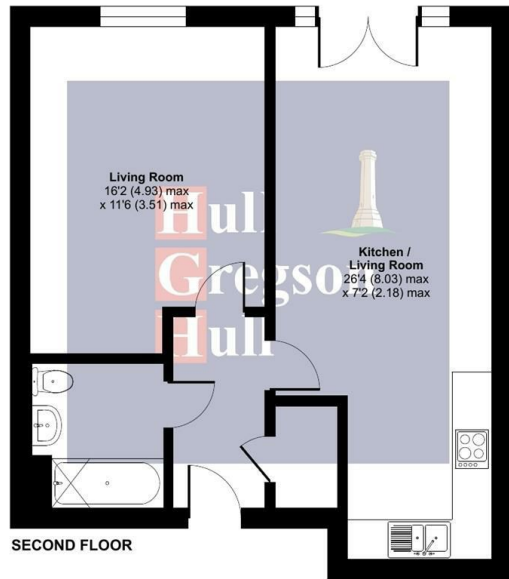 Living Room
16'2 (4.93) max
x 11'6 (3.51) max
Hull
Gregson
Hull
Kitchen /
Living Room
26'4 (8.03) max
x 7'2 (2.18) max
SECOND FLOOR